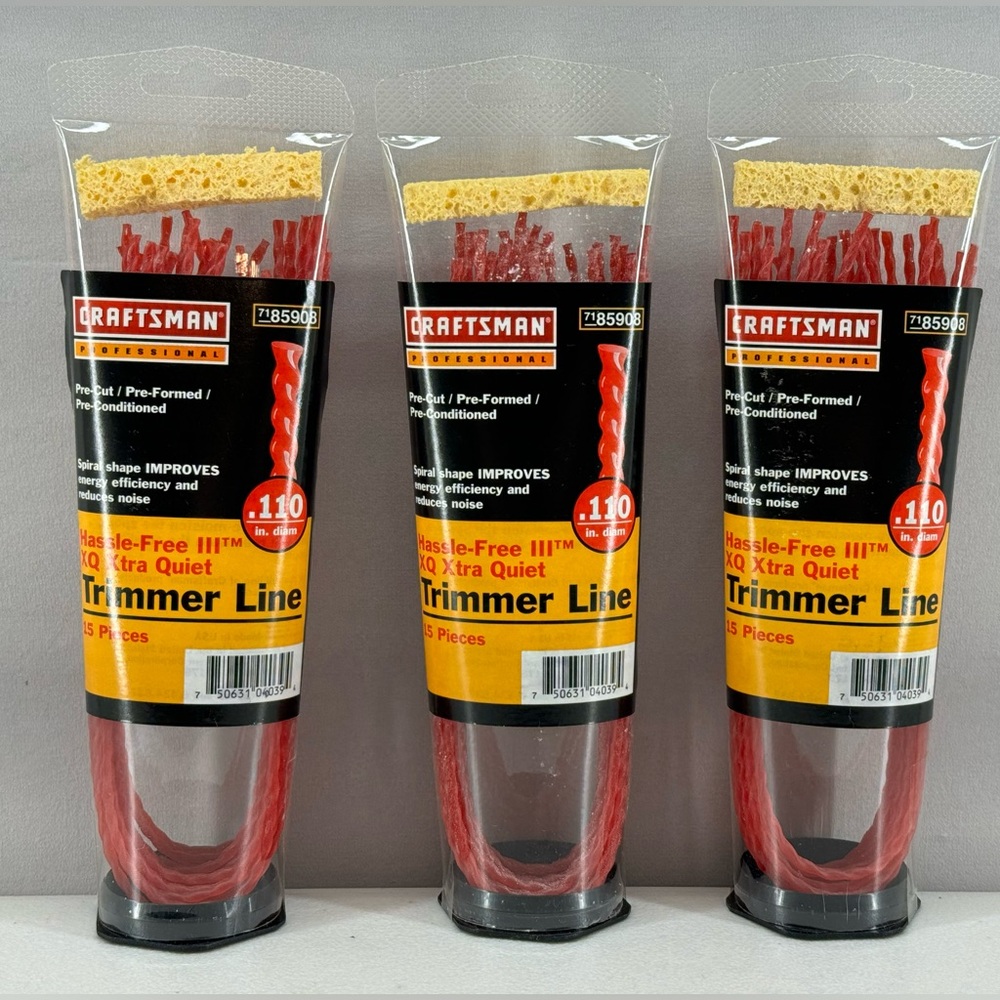 CRAFTSMAN®
PROFESSIONAL
7185908
Pre-Cut / Pre-Formed /
Pre-Conditioned
Spiral shape IMPROVES
energy efficiency and
reduces noise
.110
in. diam
Hassle-Free III™
XQ Xtra Quiet
Trimmer Line
15 Pieces
7 50631 04039 4
CRAFTSMAN®
PROFESSIONAL
7185908
Pre-Cut / Pre-Formed /
Pre-Conditioned
Spiral shape IMPROVES
energy efficiency and
reduces noise
.110
in. diam
Hassle-Free III™
XQ Xtra Quiet
Trimmer Line
15 Pieces
7 50631 04039 4
CRAFTSMAN®
PROFESSIONAL
7185908
Pre-Cut / Pre-Formed /
Pre-Conditioned
Spiral shape IMPROVES
energy efficiency and
reduces noise
.110
in. diam
Hassle-Free III™
XQ Xtra Quiet
Trimmer Line
15 Pieces
7 50631 04039 4